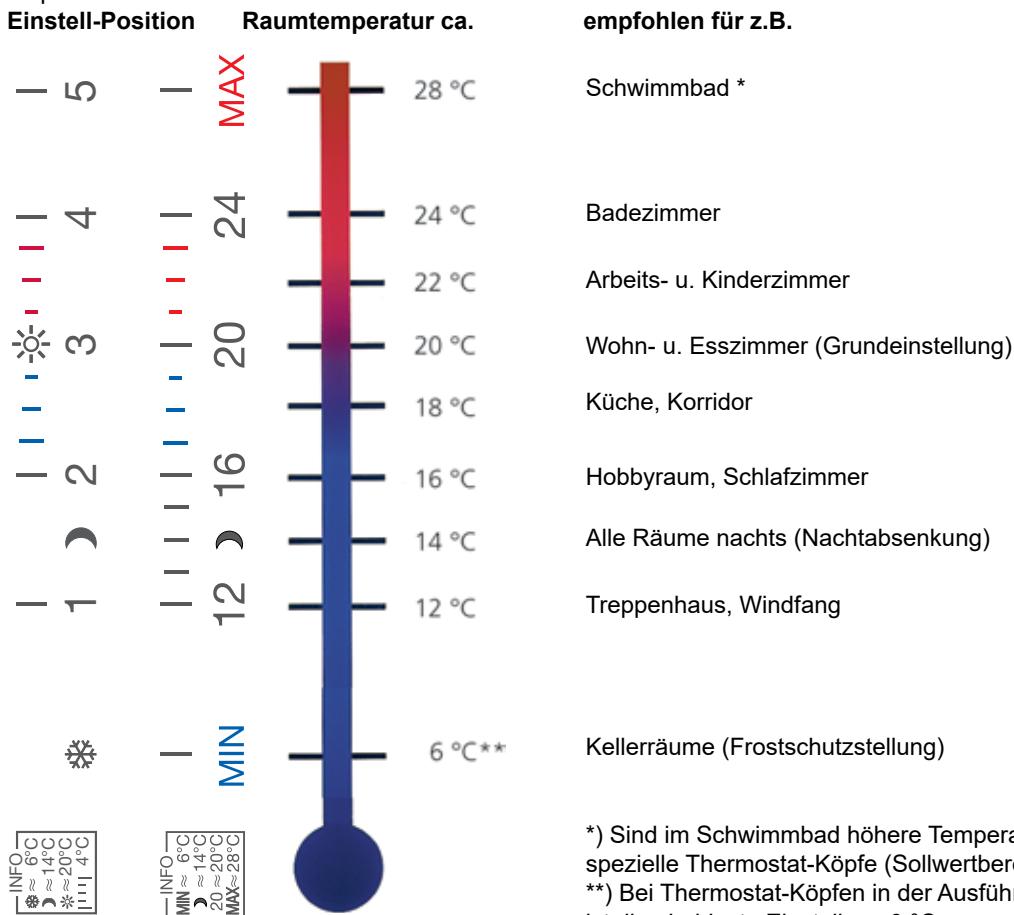 Einstell-Position Raumtemperatur ca. empfohlen für z.B.
5 MAX 28 °C Schwimmbad *
4 24 24 °C Badezimmer
22 °C Arbeits- u. Kinderzimmer
3 20 20 °C Wohn- u. Esszimmer (Grundeinstellung)
18 °C Küche, Korridor
2 16 16 °C Hobbyraum, Schlafzimmer
14 °C Alle Räume nachts (Nachtabsenkung)
1 12 12 °C Treppenhaus, Windfang
MIN 6 °C** Kellerräume (Frostschutzstellung)
INFO
≈ 6°C
≈ 14°C
≈ 20°C
4°C
INFO
MIN ≈ 6°C
≈ 14°C
20 ≈ 20°C
MAX ≈ 28°C
*) Sind im Schwimmbad höhere
spezielle Thermostat-Köpfe
**) Bei Thermostat-Köpfen in der